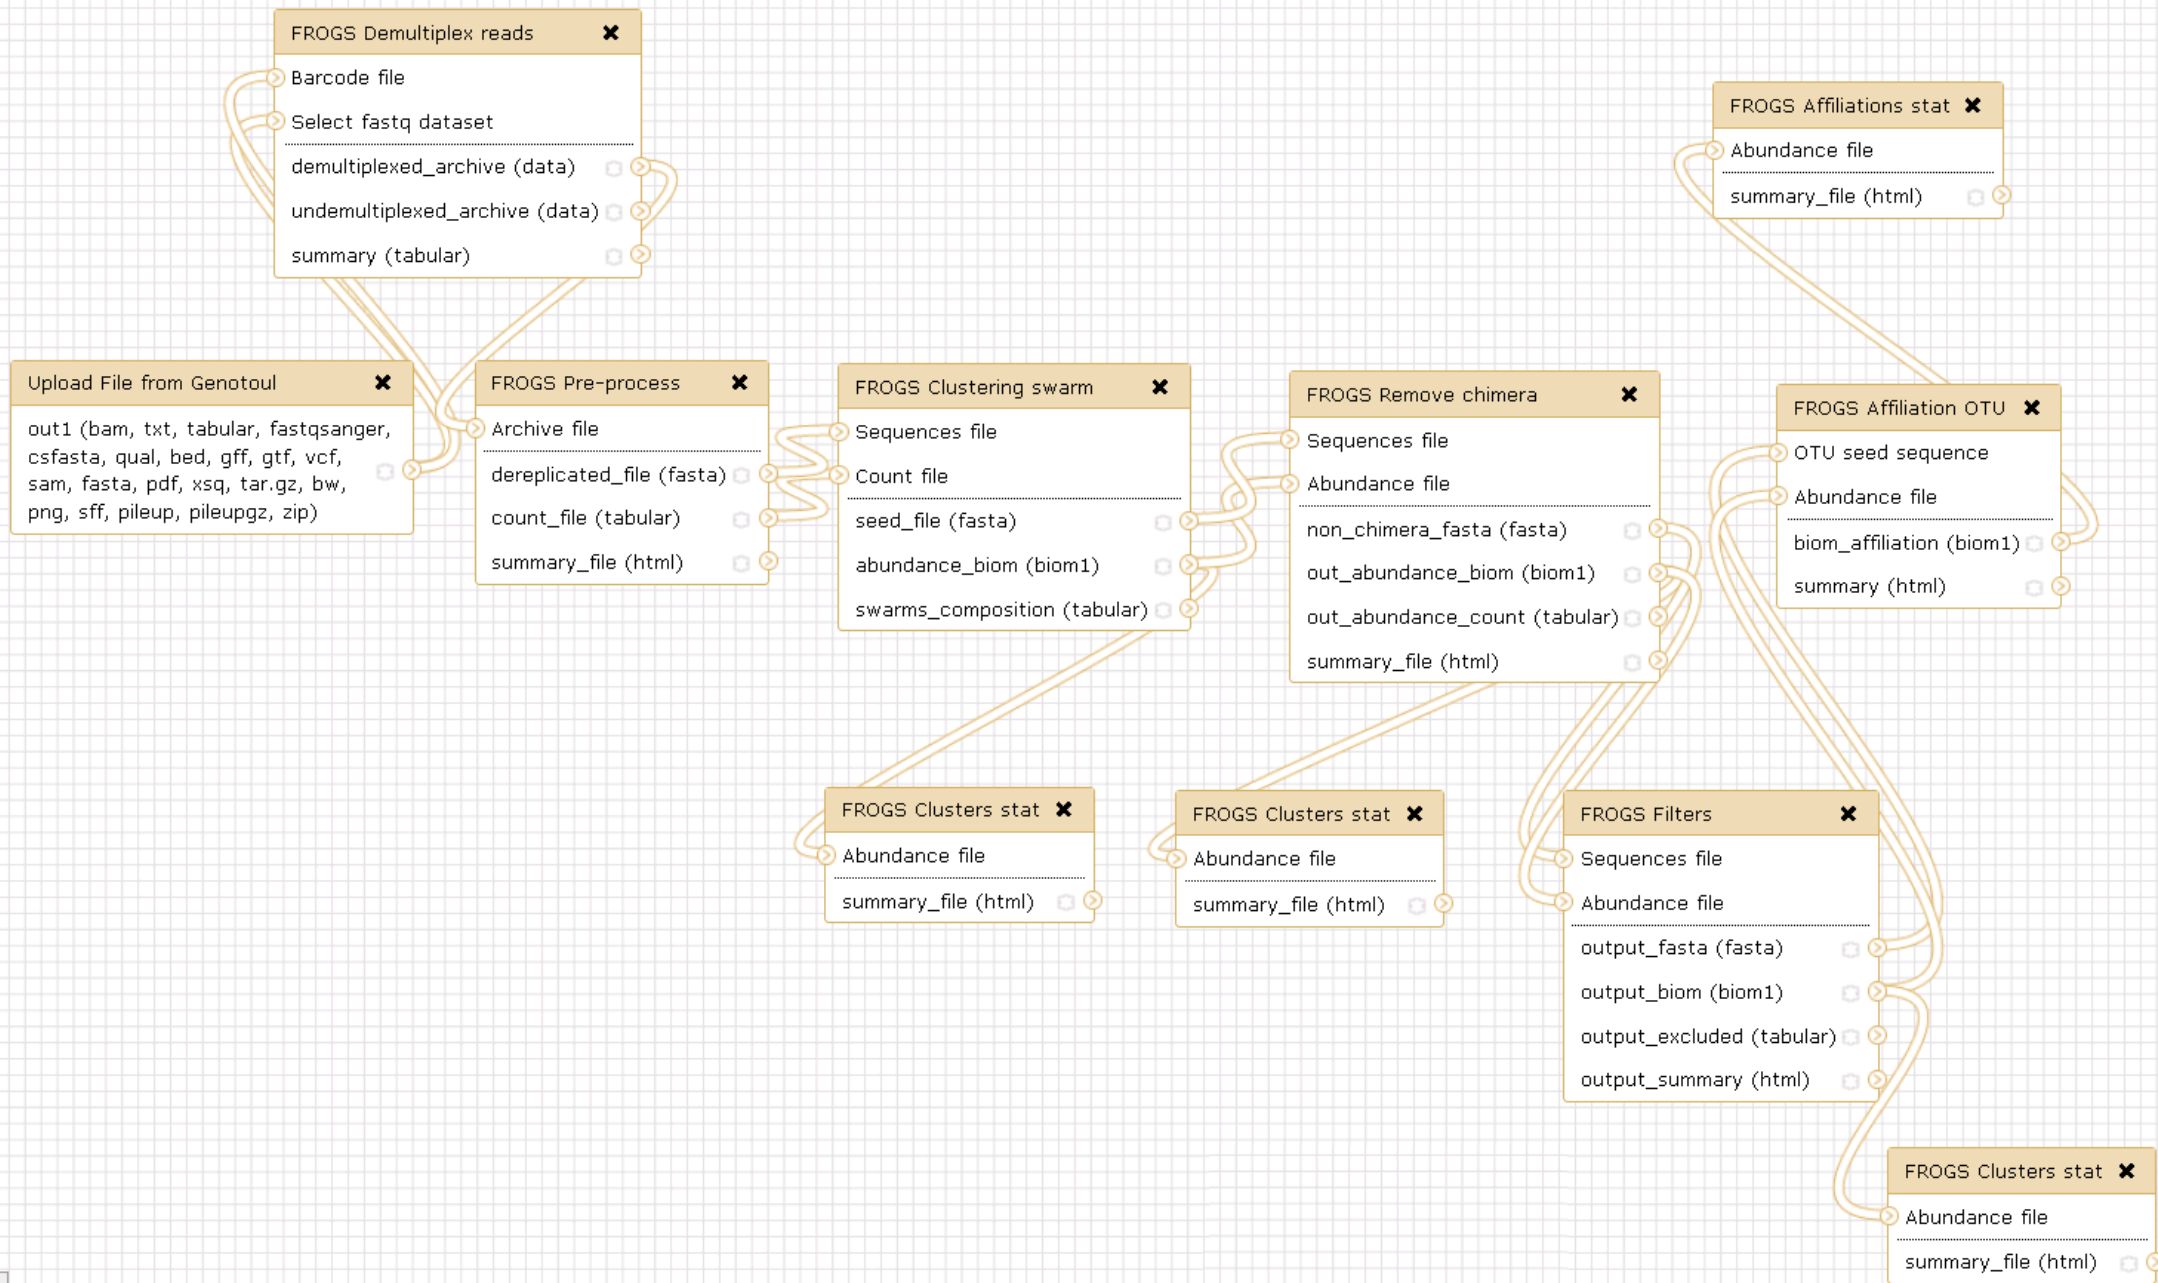 FROGS Demultiplex reads
Barcode file
Select fastq dataset
demultiplexed_archive (data)
undemultiplexed_archive (data)
summary (tabular)
FROGS Affiliations stat
Abundance file
summary_file (html)
Upload File from Genotoul
out1 (bam, txt, tabular, fastqsanger,
csfasta, qual, bed, gff, gtf, vcf,
sam, fasta, pdf, xsq, tar.gz, bw,
png, sff, pileup, pileupgz, zip)
FROGS Pre-process
Archive file
dereplicated_file (fasta)
count_file (tabular)
summary_file (html)
FROGS Clustering swarm
Sequences file
Count file
seed_file (fasta)
abundance_biom (biom1)
swarms_composition (tabular)
FROGS Remove chimera
Sequences file
Abundance file
non_chimera_fasta (fasta)
out_abundance_biom (biom1)
out_abundance_count (tabular)
summary_file (html)
FROGS Affiliation OTU
OTU seed sequence
Abundance file
biom_affiliation (biom1)
summary (html)
FROGS Clusters stat
Abundance file
summary_file (html)
FROGS Clusters stat
Abundance file
summary_file (html)
FROGS Filters
Sequences file
Abundance file
output_fasta (fasta)
output_biom (biom1)
output_excluded (tabular)
output_summary (html)
FROGS Clusters stat
Abundance file
summary_file (html)